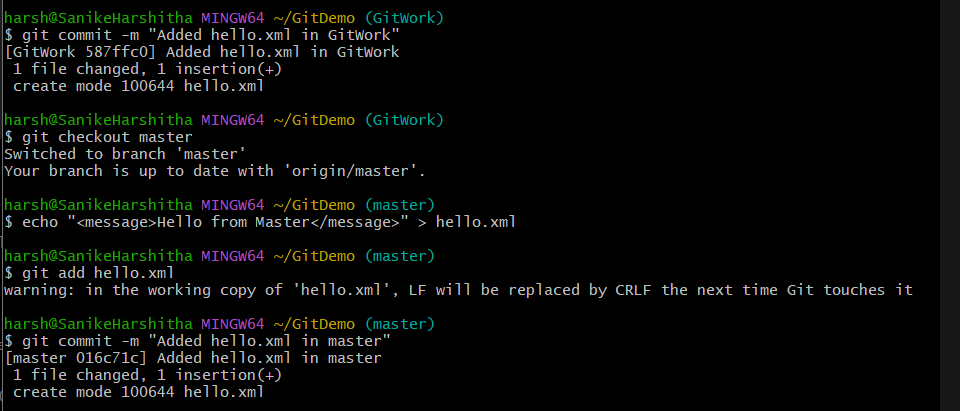 harsh@SanikeHarshitha MINGW64 ~/GitDemo (GitWork)
$ git commit -m "Added hello.xml in GitWork"
[GitWork 587ffc0] Added hello.xml in GitWork
 1 file changed, 1 insertion(+)
 create mode 100644 hello.xml
harsh@SanikeHarshitha MINGW64 ~/GitDemo (GitWork)
$ git checkout master
Switched to branch 'master'
Your branch is up to date with 'origin/master'.
harsh@SanikeHarshitha MINGW64 ~/GitDemo (master)
$ echo "<message>Hello from Master</message>" > hello.xml
harsh@SanikeHarshitha MINGW64 ~/GitDemo (master)
$ git add hello.xml
warning: in the working copy of 'hello.xml', LF will be replaced by CRLF the next time Git touches it
harsh@SanikeHarshitha MINGW64 ~/GitDemo (master)
$ git commit -m "Added hello.xml in master"
[master 016c71c] Added hello.xml in master
 1 file changed, 1 insertion(+)
 create mode 100644 hello.xml